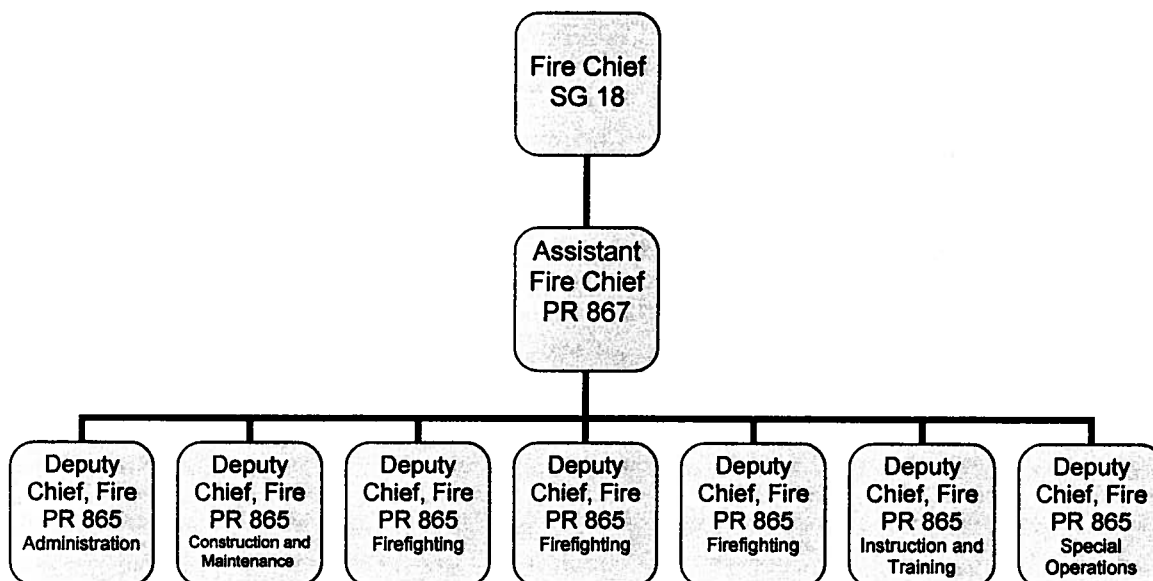 Fire Chief
SG 18
Assistant
Fire Chief
PR 867
Deputy
Chief, Fire
PR 865
Administration
Deputy
Chief, Fire
PR 865
Construction and
Maintenance
Deputy
Chief, Fire
PR 865
Firefighting
Deputy
Chief, Fire
PR 865
Firefighting
Deputy
Chief, Fire
PR 865
Firefighting
Deputy
Chief, Fire
PR 865
Instruction and
Training
Deputy
Chief, Fire
PR 865
Special
Operations